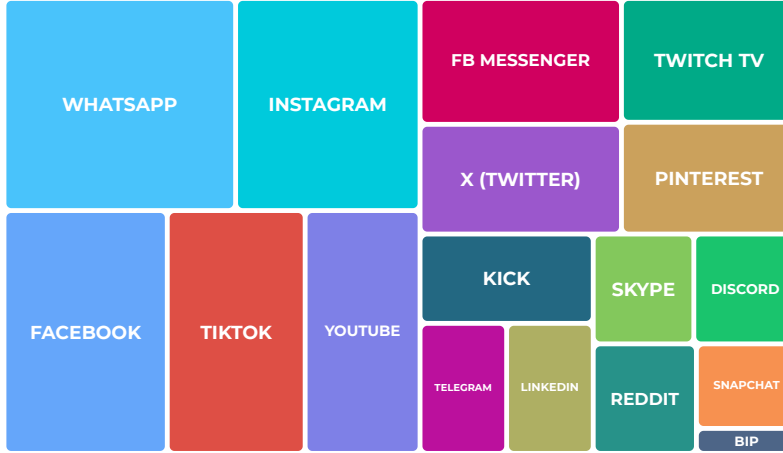 WHATSAPP
INSTAGRAM
FB MESSENGER
TWITCH TV
X (TWITTER)
PINTEREST
FACEBOOK
TIKTOK
YOUTUBE
KICK
SKYPE
DISCORD
TELEGRAM
LINKEDIN
REDDIT
SNAPCHAT
BIP